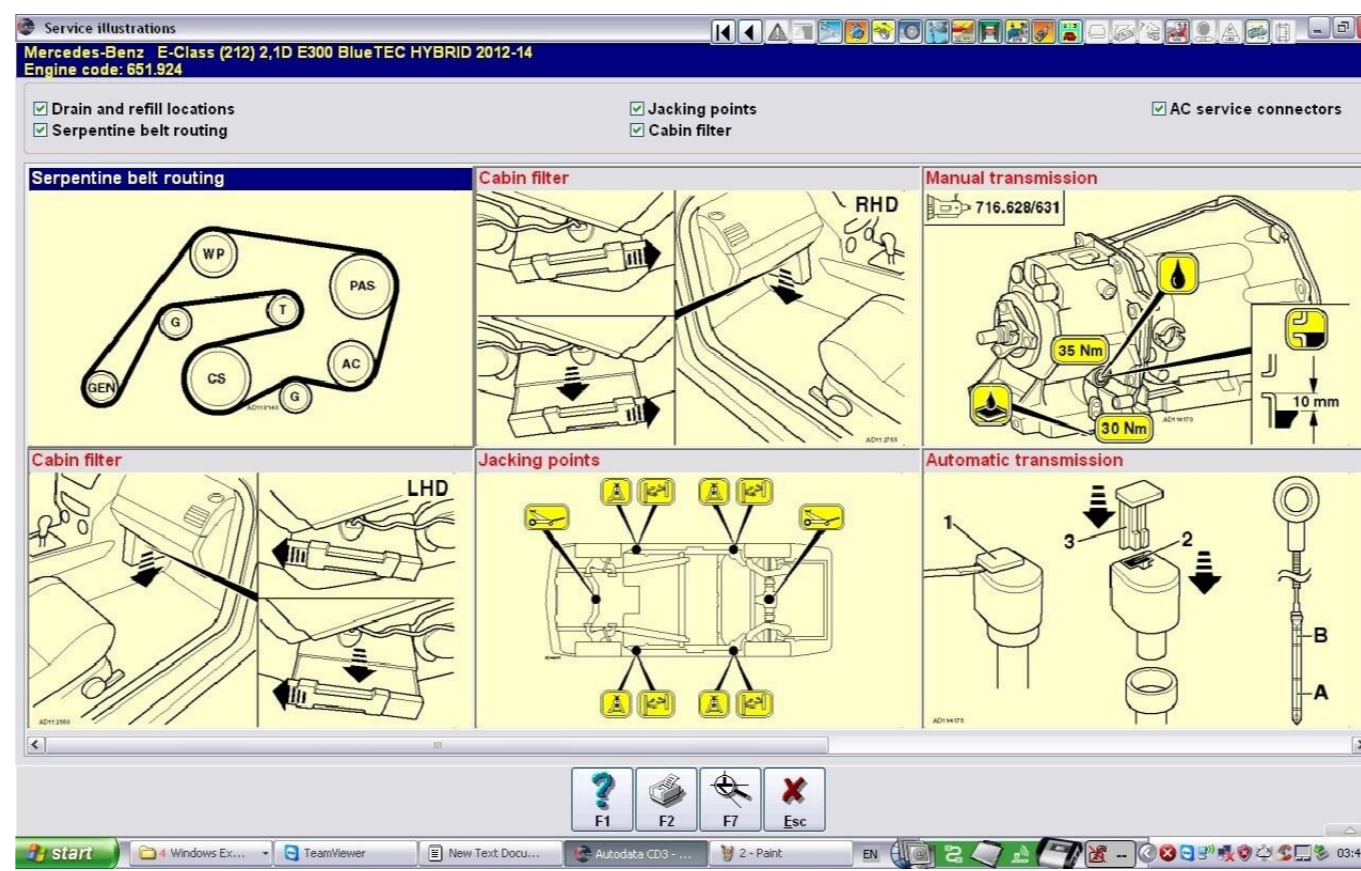 Service illustrations
Mercedes-Benz E-Class (212) 2,1D E300 BlueTEC HYBRID 2012-14
Engine code: 651.924
Drain and refill locations
Jacking points
AC service connectors
Serpentine belt routing
Cabin filter
Serpentine belt routing
WP
PAS
G
T
GEN
CS
AC
G
Cabin filter
RHD
Manual transmission
716.628/631
35 Nm
30 Nm
10 mm
Cabin filter
LHD
Jacking points
Automatic transmission
1
3
2
B
A
F1
F2
F7
Esc
start
4 Windows Ex...
TeamViewer
New Text Docu...
Autodata CD3 - ...
2 - Paint
EN
--
03:4